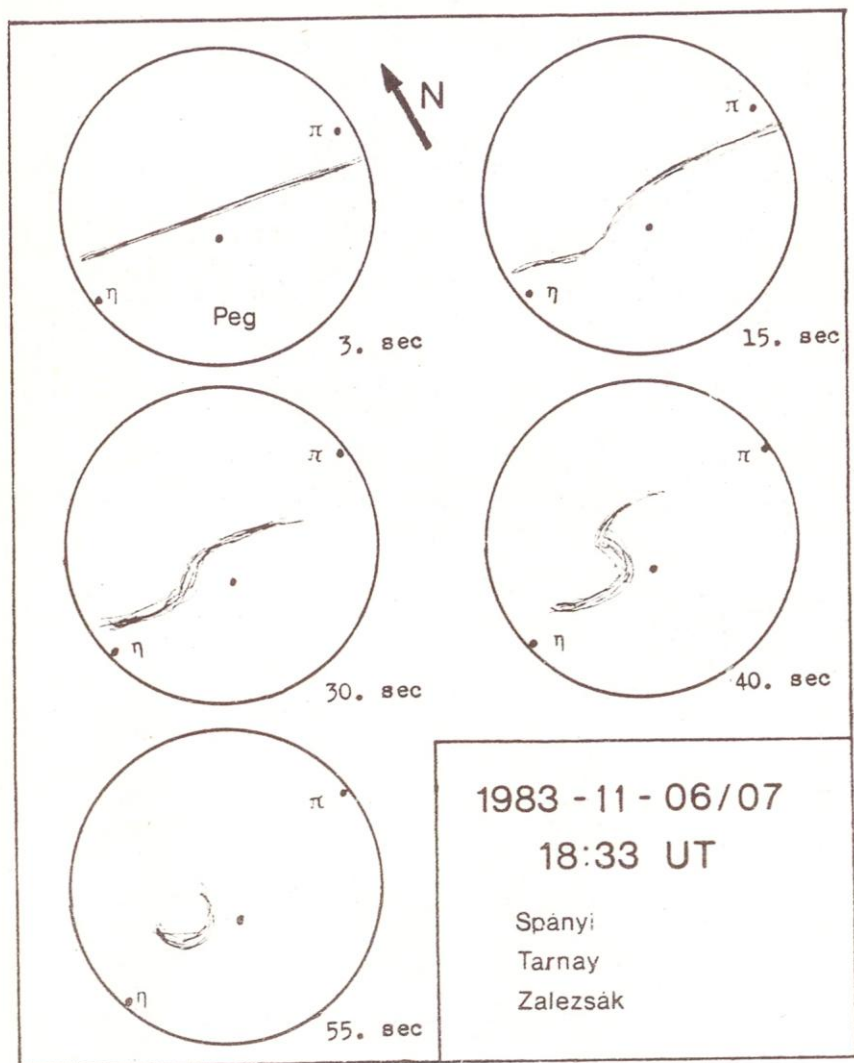 π
N
π
η
Peg
3. sec
η
15. sec
π
π
η
30. sec
η
40. sec
π
η
55. sec
1983-11-06/07
18:33 UT
Spányi
Tarnay
Zalezsák